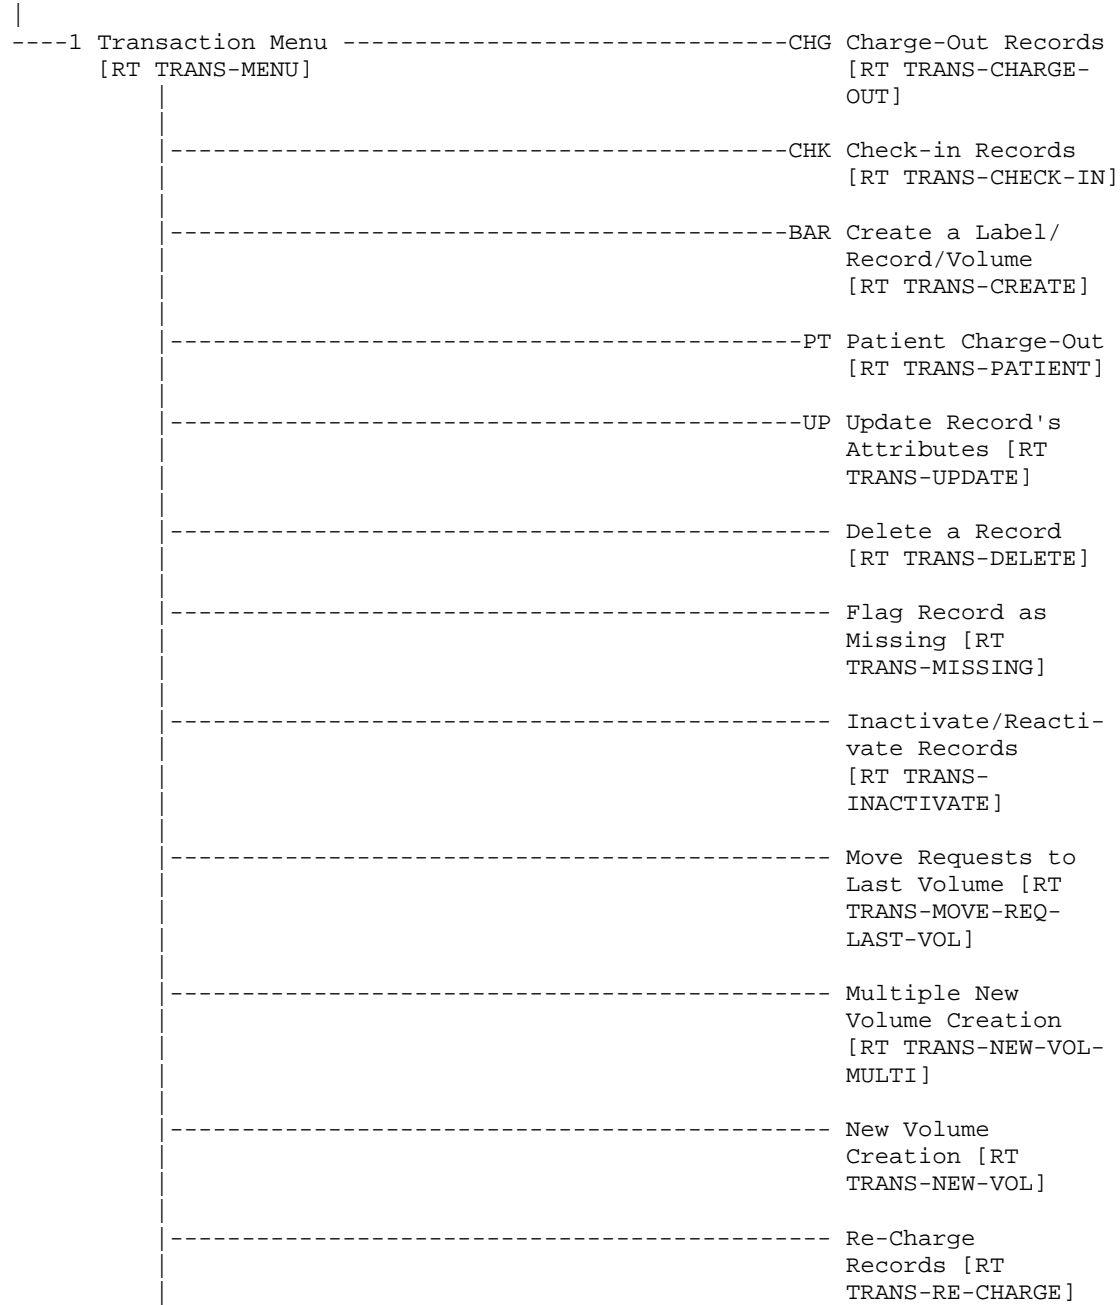 |
----1 Transaction Menu -------------------------------CHG Charge-Out Records
[RT TRANS-MENU] [RT TRANS-CHARGE-
| OUT]
|
|-------------------------------------------CHK Check-in Records
| [RT TRANS-CHECK-IN]
|
|-------------------------------------------BAR Create a Label/
| Record/Volume
| [RT TRANS-CREATE]
|
|--------------------------------------------PT Patient Charge-Out
| [RT TRANS-PATIENT]
|
|--------------------------------------------UP Update Record's
| Attributes [RT
| TRANS-UPDATE]
|
|---------------------------------------------- Delete a Record
| [RT TRANS-DELETE]
|
|---------------------------------------------- Flag Record as
| Missing [RT
| TRANS-MISSING]
|
|---------------------------------------------- Inactivate/Reacti-
| vate Records
| [RT TRANS-
| INACTIVATE]
|
|---------------------------------------------- Move Requests to
| Last Volume [RT
| TRANS-MOVE-REQ-
| LAST-VOL]
|
|---------------------------------------------- Multiple New
| Volume Creation
| [RT TRANS-NEW-VOL-
| MULTI]
|
|---------------------------------------------- New Volume
| Creation [RT
| TRANS-NEW-VOL]
|
|---------------------------------------------- Re-Charge
| Records [RT
| TRANS-RE-CHARGE]